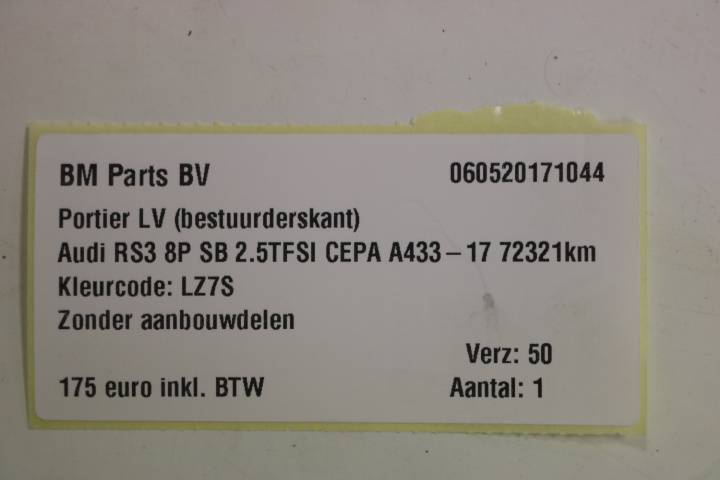 BM Parts BV 060520171044
Portier LV (bestuurderskant)
Audi RS3 8P SB 2.5TFSI CEPA A433 – 17 72321km
Kleurcode: LZ7S
Zonder aanbouwdelen
Verz: 50
175 euro inkl. BTW Aantal: 1